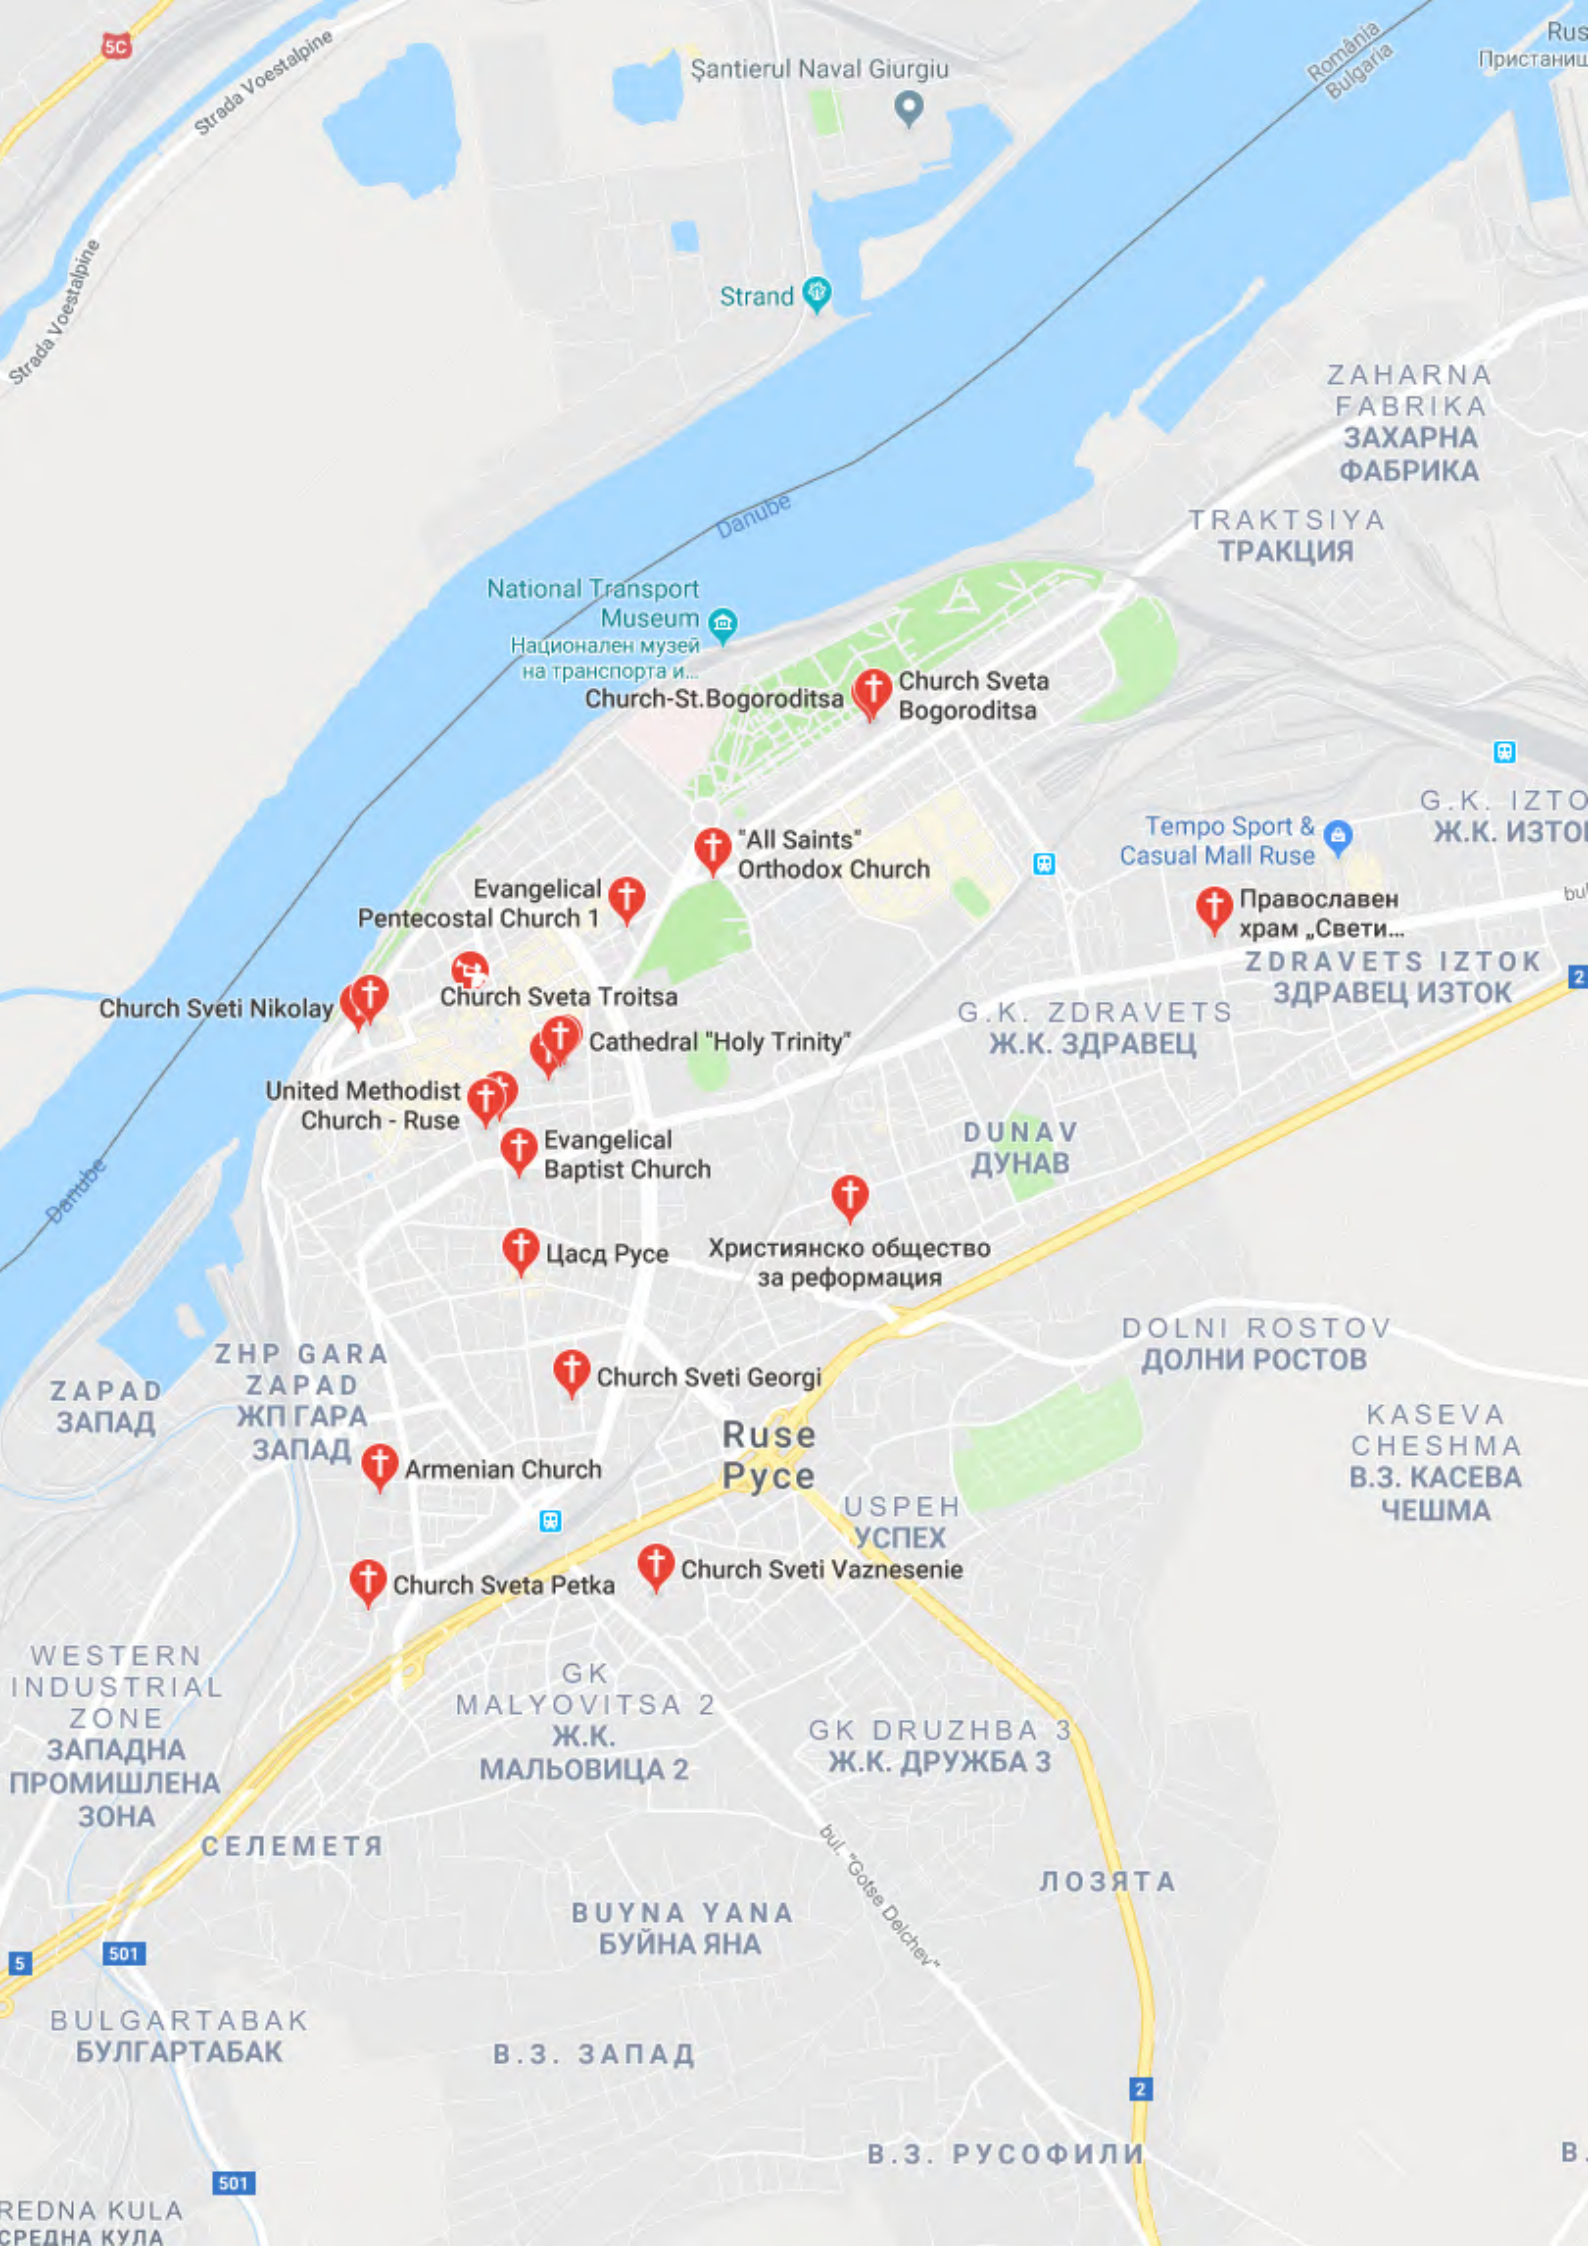 5C
Strada Voestalpine
Șantierul Naval Giurgiu
România
Bulgaria
Rus
Пристанищ
Strada Voestalpine
Strand
ZAHARNA
FABRIKA
ЗАХАРНА
ФАБРИКА
Danube
TRAKTSIYA
ТРАКЦИЯ
National Transport
Museum
Национален музей
на транспорта и...
Church-St.Bogoroditsa
Church Sveta
Bogoroditsa
G.K. IZTO
Ж.К. ИЗТО
Tempo Sport &
Casual Mall Ruse
"All Saints"
Orthodox Church
Evangelical
Pentecostal Church 1
Православен
храм „Свети...
bul
ZDRAVETS IZTOK
ЗДРАВЕЦ ИЗТОК
2
Church Sveti Nikolay
Church Sveta Troitsa
G.K. ZDRAVETS
Ж.К. ЗДРАВЕЦ
Cathedral "Holy Trinity"
United Methodist
Church - Ruse
Evangelical
Baptist Church
DUNAV
ДУНАВ
Danube
Цасд Русе
Християнско общество
за реформация
DOLNI ROSTOV
ДОЛНИ РОСТОВ
ZHP GARA
ZAPAD
ЖП ГАРА
ЗАПАД
ZAPAD
ЗАПАД
Church Sveti Georgi
Ruse
Русе
KASEVA
CHESHMA
В.З. КАСЕВА
ЧЕШМА
Armenian Church
USPEH
УСПЕХ
Church Sveta Petka
Church Sveti Vaznesenie
WESTERN
INDUSTRIAL
ZONE
ЗАПАДНА
ПРОМИШЛЕНА
ЗОНА
GK
MALYOVITSA 2
Ж.К.
МАЛЬОВИЦА 2
GK DRUZHBA 3
Ж.К. ДРУЖБА 3
СЕЛЕМЕТЯ
bul. "Gotse Delchev"
ЛОЗЯТА
BUYNA YANA
БУЙНА ЯНА
5
501
BULGARTABAK
БУЛГАРТАБАК
В.З. ЗАПАД
2
В.З. РУСОФИЛИ
В.
501
REDNA KULA
СРЕДНА КУЛА